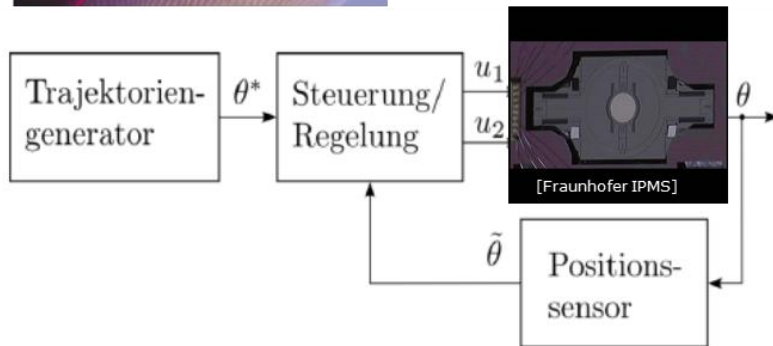 Trajektorien-
generator
θ*
Steuerung/
Regelung
u₁
u₂
[Fraunhofer IPMS]
θ
θ̃
Positions-
sensor